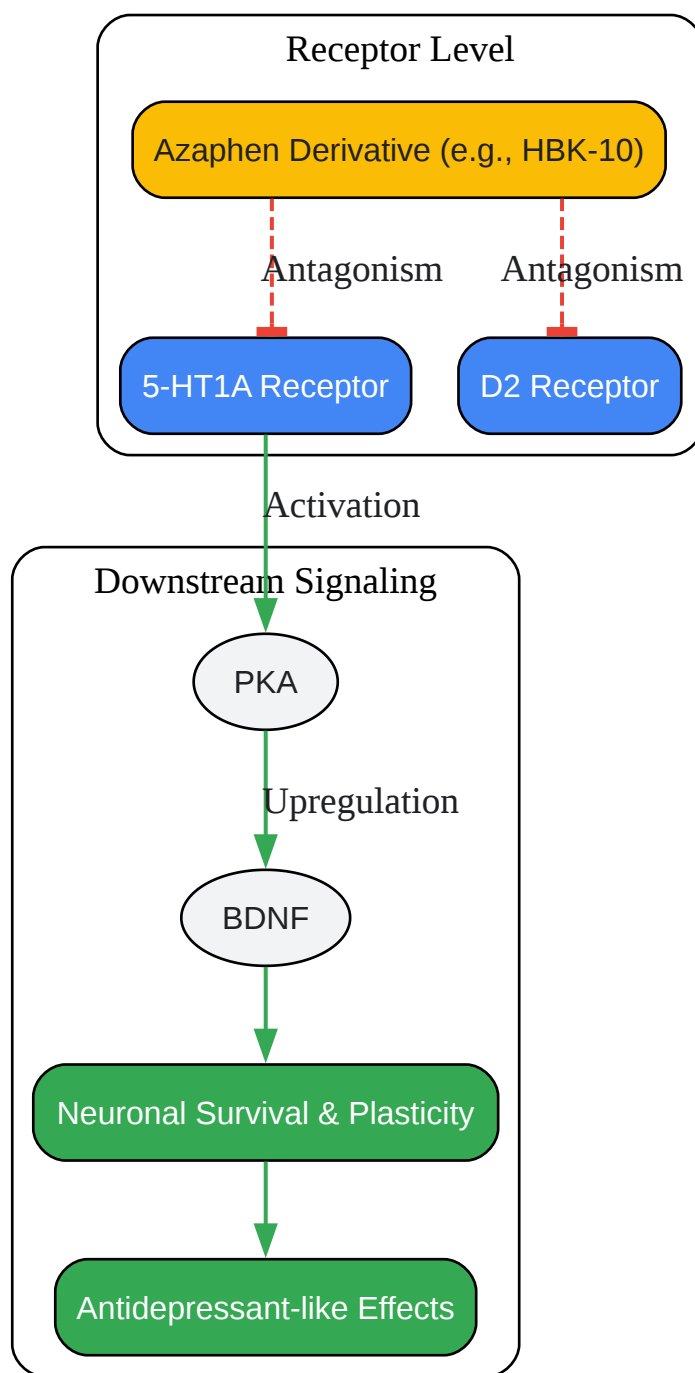 Receptor Level
Azaphen Derivative (e.g., HBK-10)
Antagonism
Antagonism
5-HT1A Receptor
D2 Receptor
Activation
Downstream Signaling
PKA
Upregulation
BDNF
Neuronal Survival & Plasticity
Antidepressant-like Effects